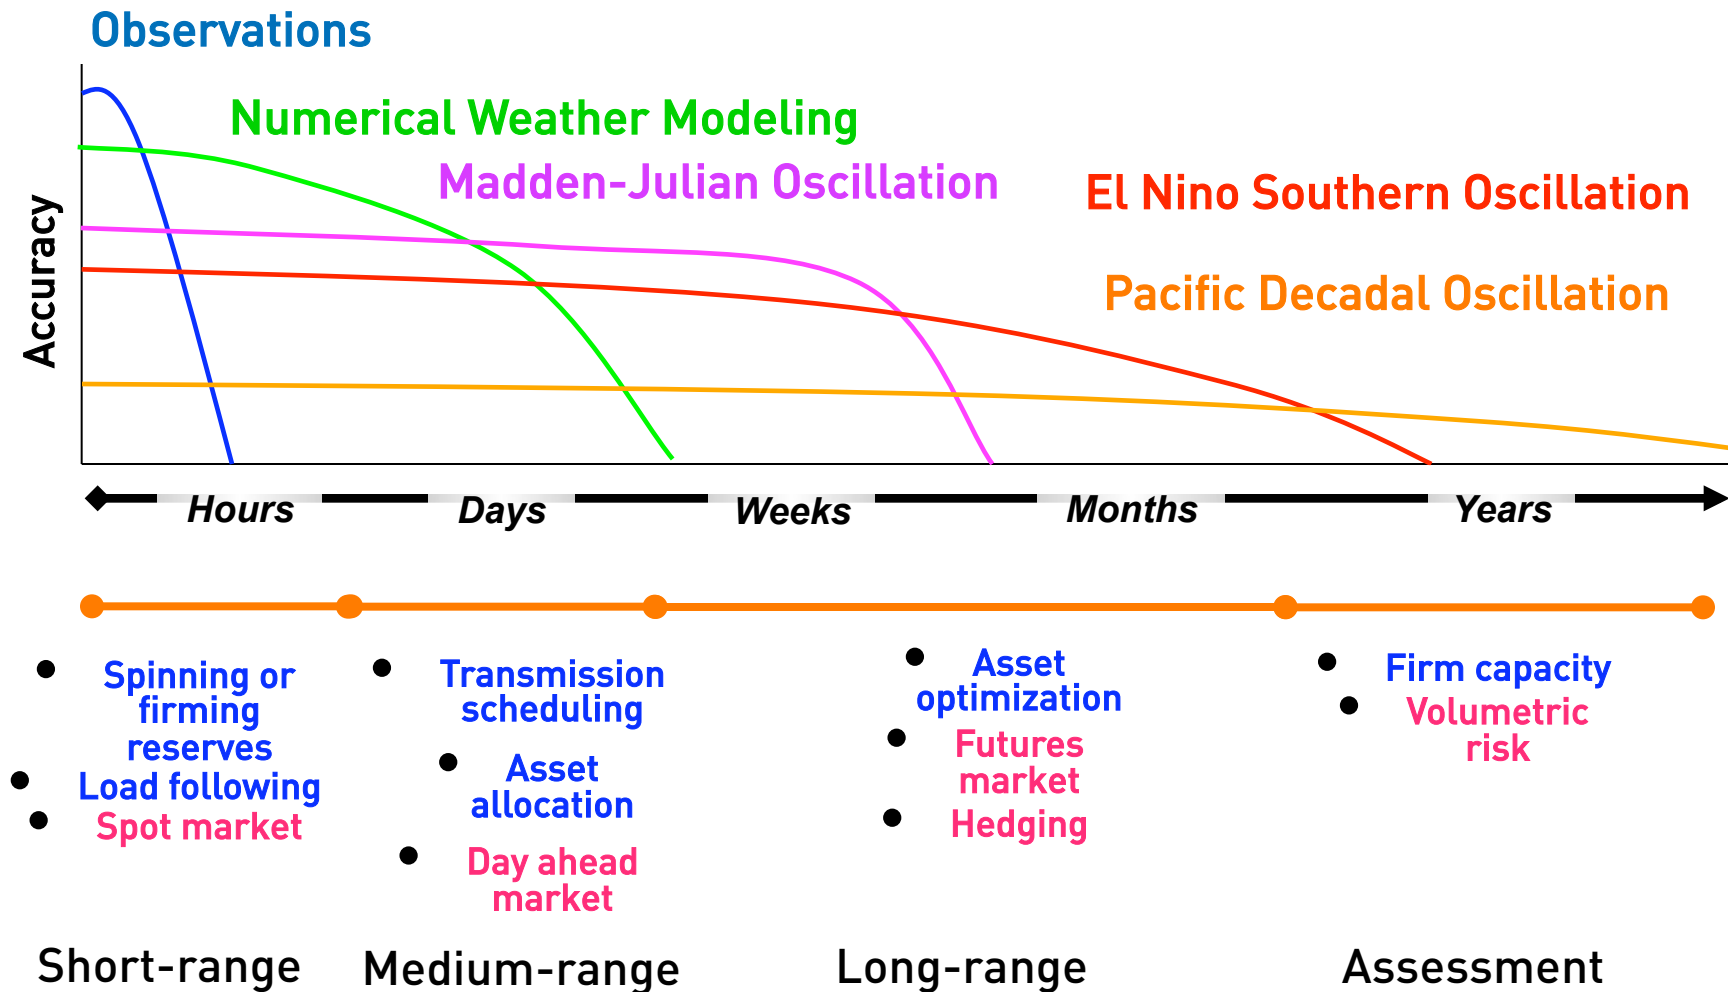 Observations
Numerical Weather Modeling
Madden-Julian Oscillation
El Nino Southern Oscillation
Pacific Decadal Oscillation
Accuracy
Hours
Days
Weeks
Months
Years
Spinning or
firming
reserves
Load following
Spot market
Transmission
scheduling
Asset
allocation
Day ahead
market
Asset
optimization
Futures
market
Hedging
Firm capacity
Volumetric
risk
Short-range
Medium-range
Long-range
Assessment